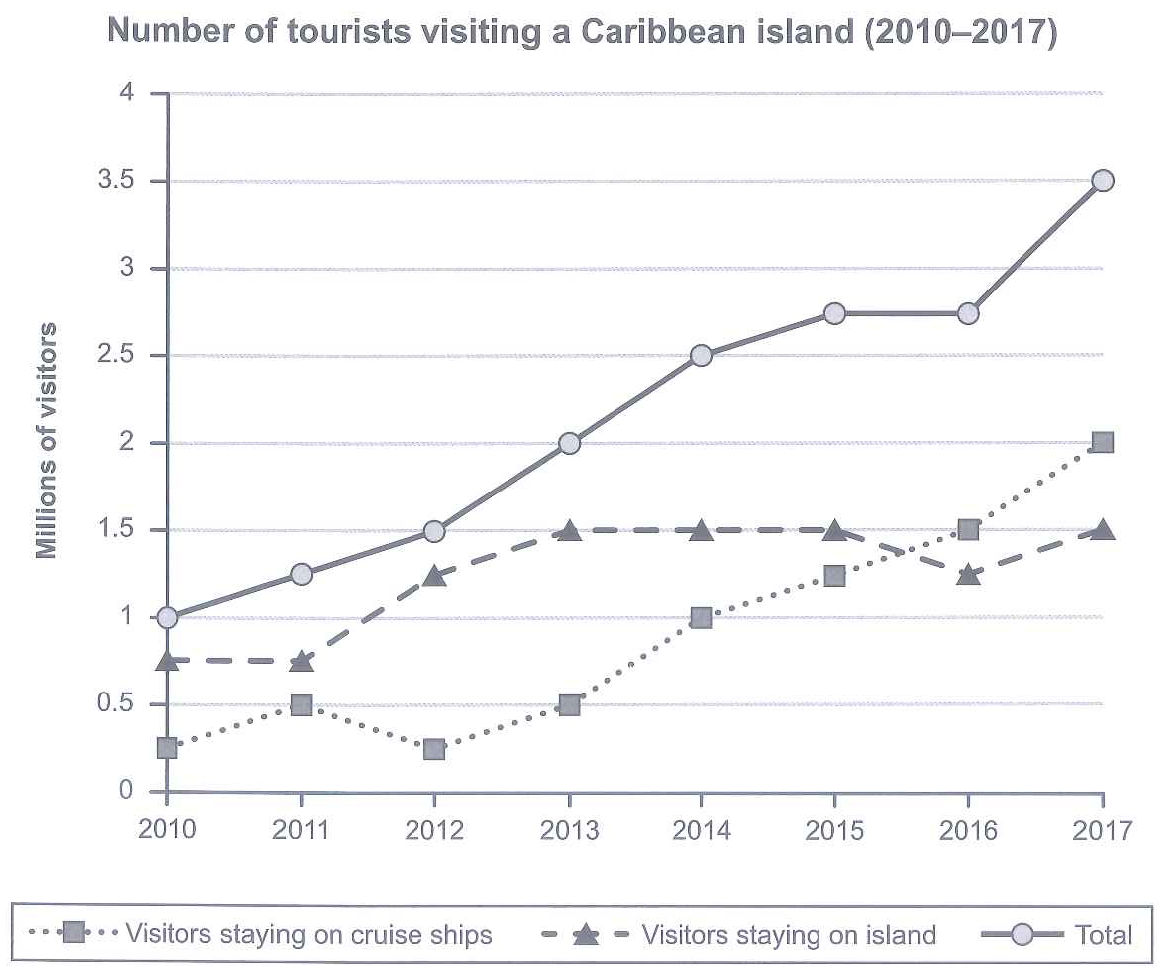 Number of tourists visiting a Caribbean island (2010–2017)
4
3.5
3
2.5
2
1.5
1
0.5
0
Millions of visitors
2010 2011 2012 2013 2014 2015 2016 2017
Visitors staying on cruise ships Visitors staying on island Total